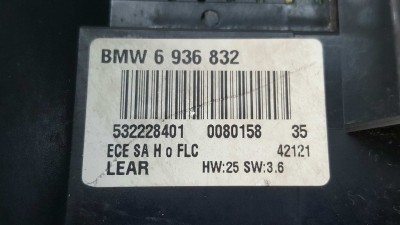 BMW 6 936 832
532228401 0080158 35
ECE SA H o FLC 42121
LEAR HW:25 SW:3.6